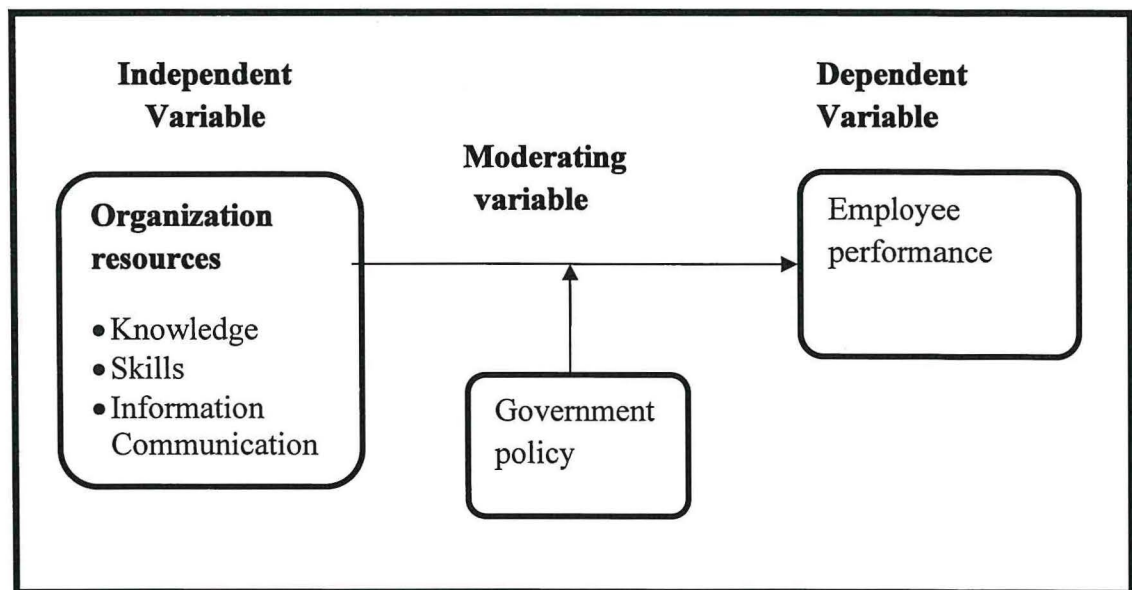 Independent
Variable
Organization
resources
• Knowledge
• Skills
• Information
Communication
Moderating
variable
Government
policy
Dependent
Variable
Employee
performance